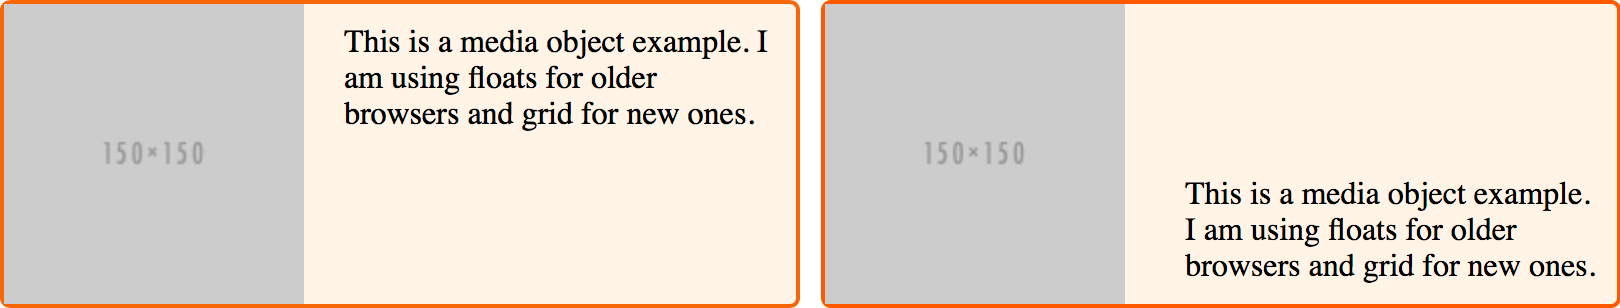 150×150
This is a media object example. I
am using floats for older
browsers and grid for new ones.
150×150
This is a media object example.
I am using floats for older
browsers and grid for new ones.